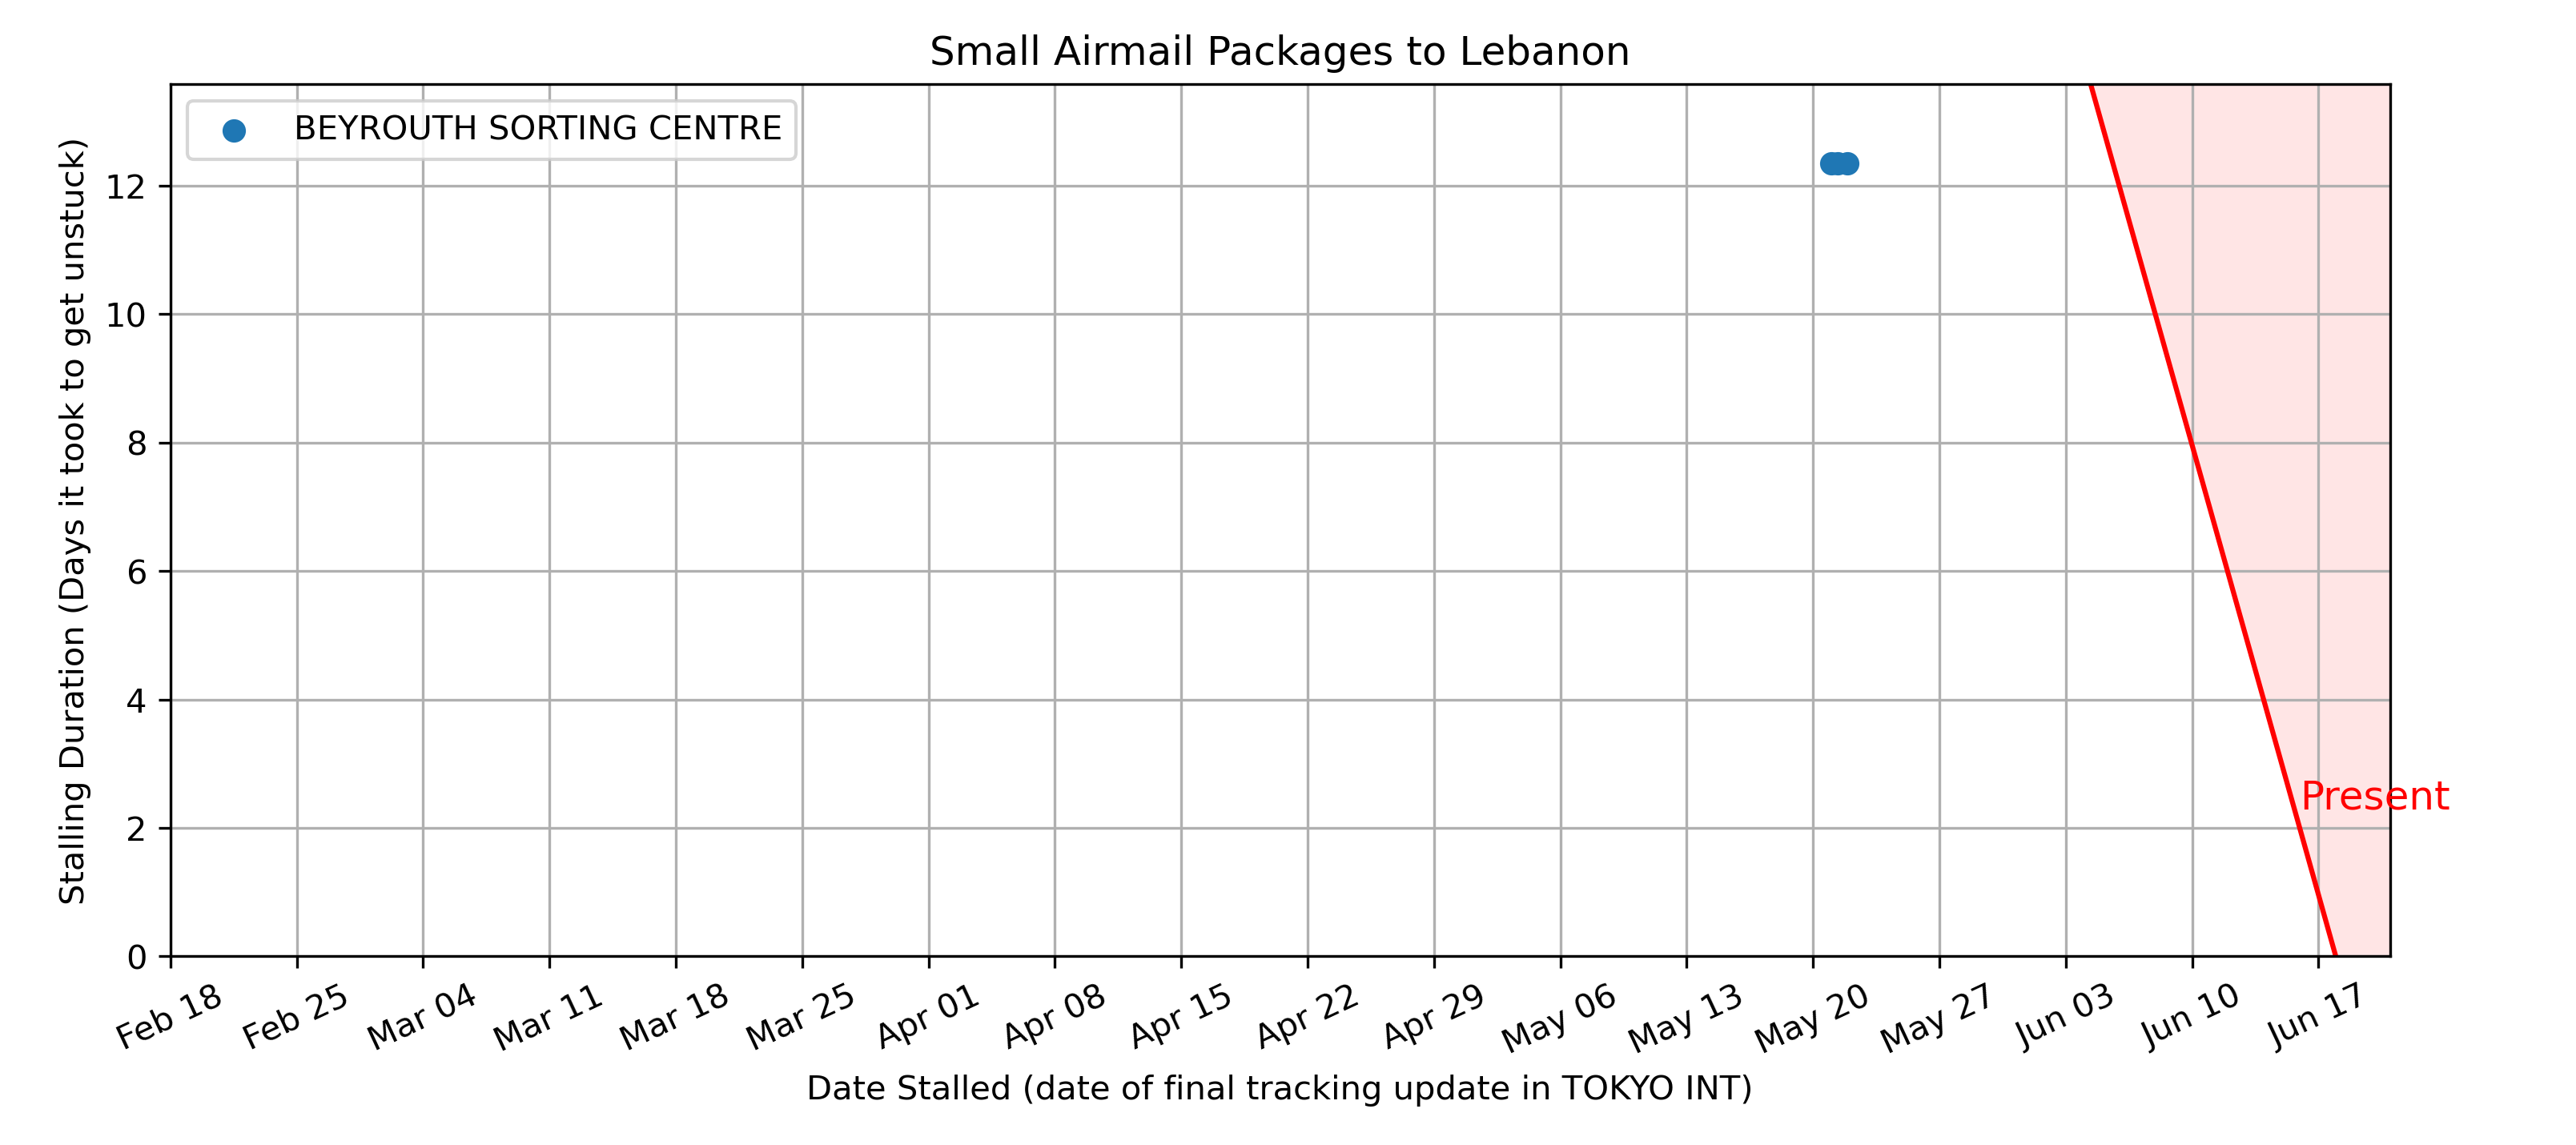 Small Airmail Packages to Lebanon
BEYROUTH SORTING CENTRE
Stalling Duration (Days it took to get unstuck)
12
10
8
6
4
2
0
Present
Feb 18
Feb 25
Mar 04
Mar 11
Mar 18
Mar 25
Apr 01
Apr 08
Apr 15
Apr 22
Apr 29
May 06
May 13
May 20
May 27
Jun 03
Jun 10
Jun 17
Date Stalled (date of final tracking update in TOKYO INT)